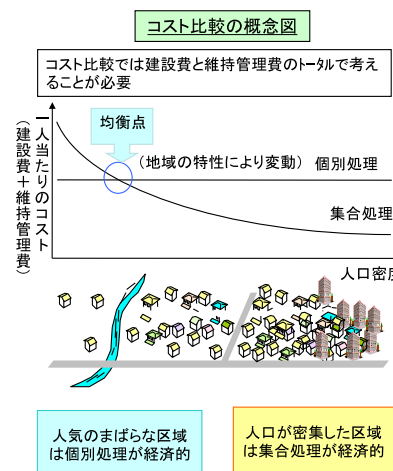 コスト比較の概念図
コスト比較では建設費と維持管理費のトータルで考え
ることが必要
均衡点
一人当たりのコスト
（建設費＋維持管理費）
（地域の特性により変動）
個別処理
集合処理
人口密度
人気のまばらな区域
は個別処理が経済的
人口が密集した区域
は集合処理が経済的